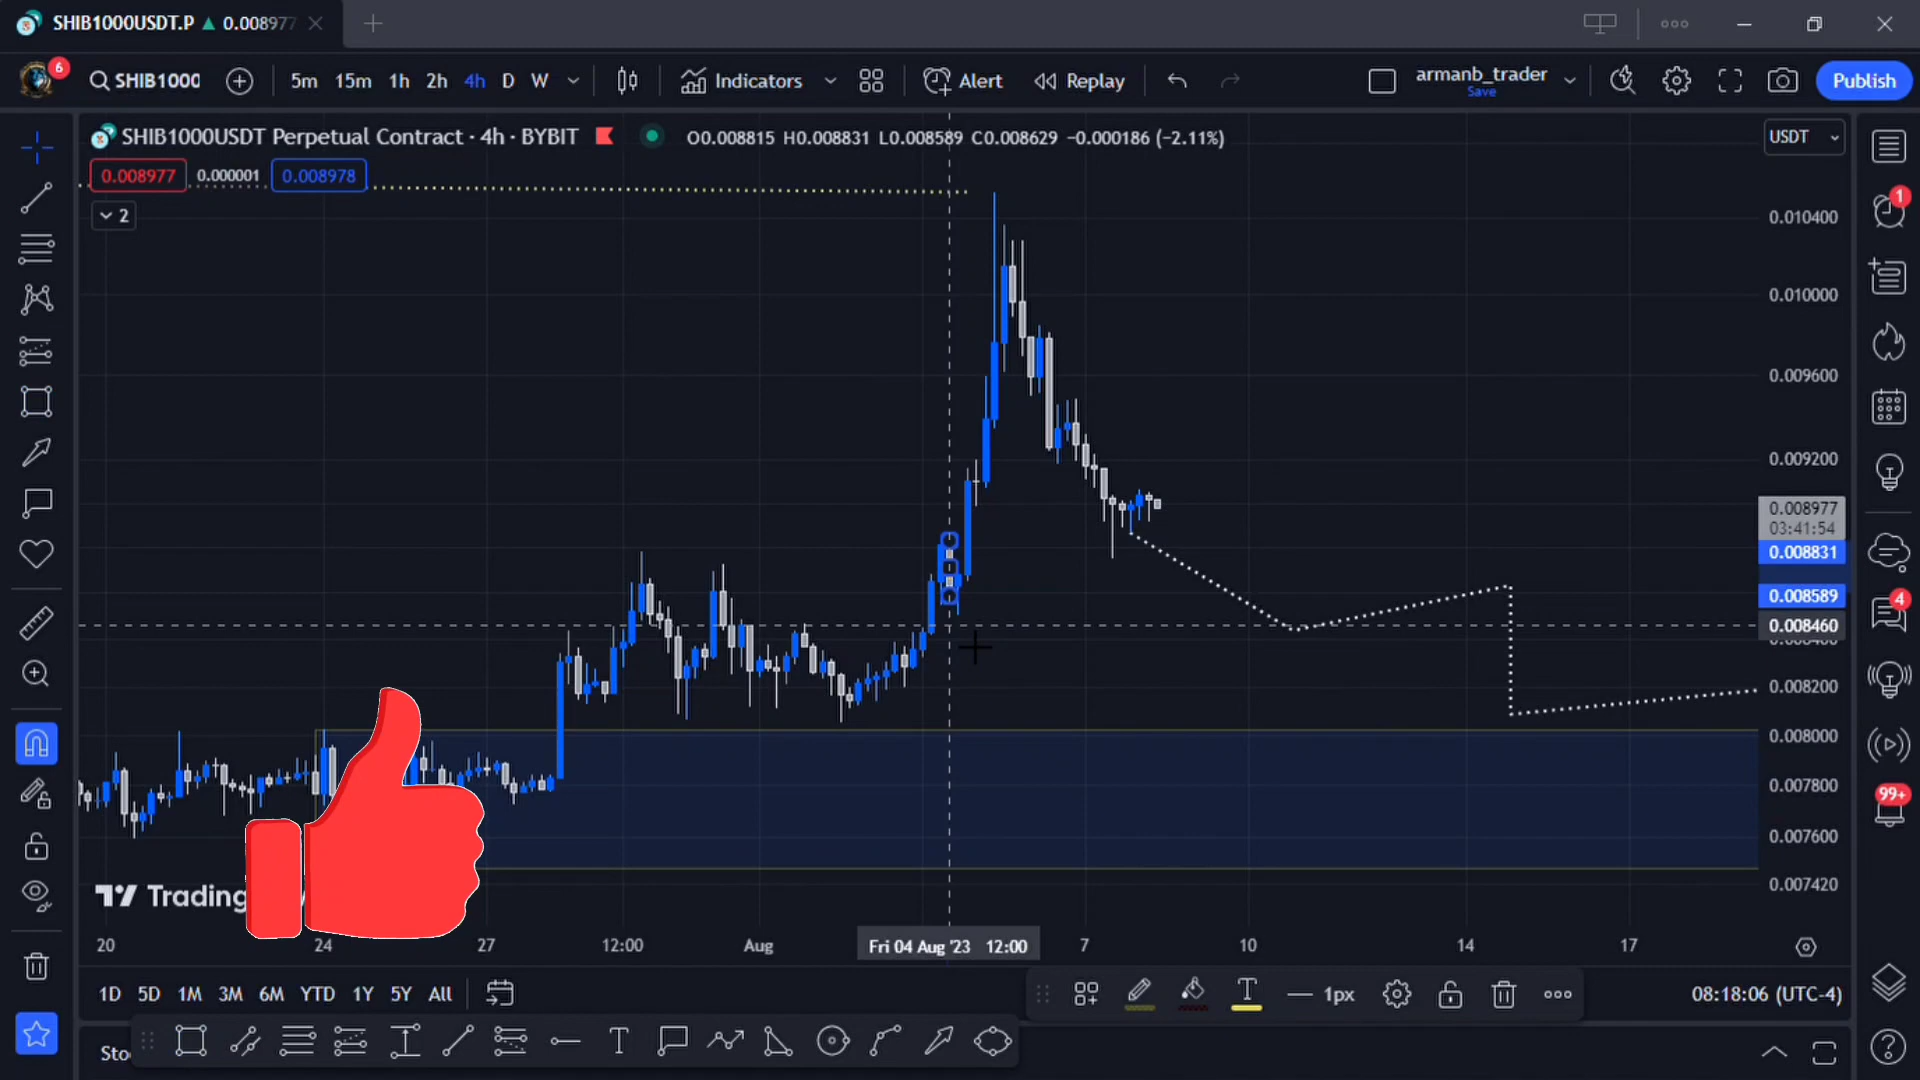 SHIB1000USDT.P ▲ 0.008977
6
SHIB1000
5m 15m 1h 2h 4h D W
Indicators
Alert
Replay
armanb_trader
Save
Publish
SHIB1000USDT Perpetual Contract · 4h · BYBIT
O0.008815 H0.008831 L0.008589 C0.008629 −0.000186 (−2.11%)
USDT
0.008977 0.000001 0.008978
2
1
0.010400
0.010000
0.009600
0.009200
0.008977
03:41:54
0.008831
0.008589
0.008460
4
0.008200
0.008000
0.007800
99+
0.007600
0.007420
Trading
20 24 27 12:00 Aug Fri 04 Aug '23 12:00 7 10 14 17
1D 5D 1M 3M 6M YTD 1Y 5Y All
T
1px
08:18:06 (UTC-4)
Sto
T